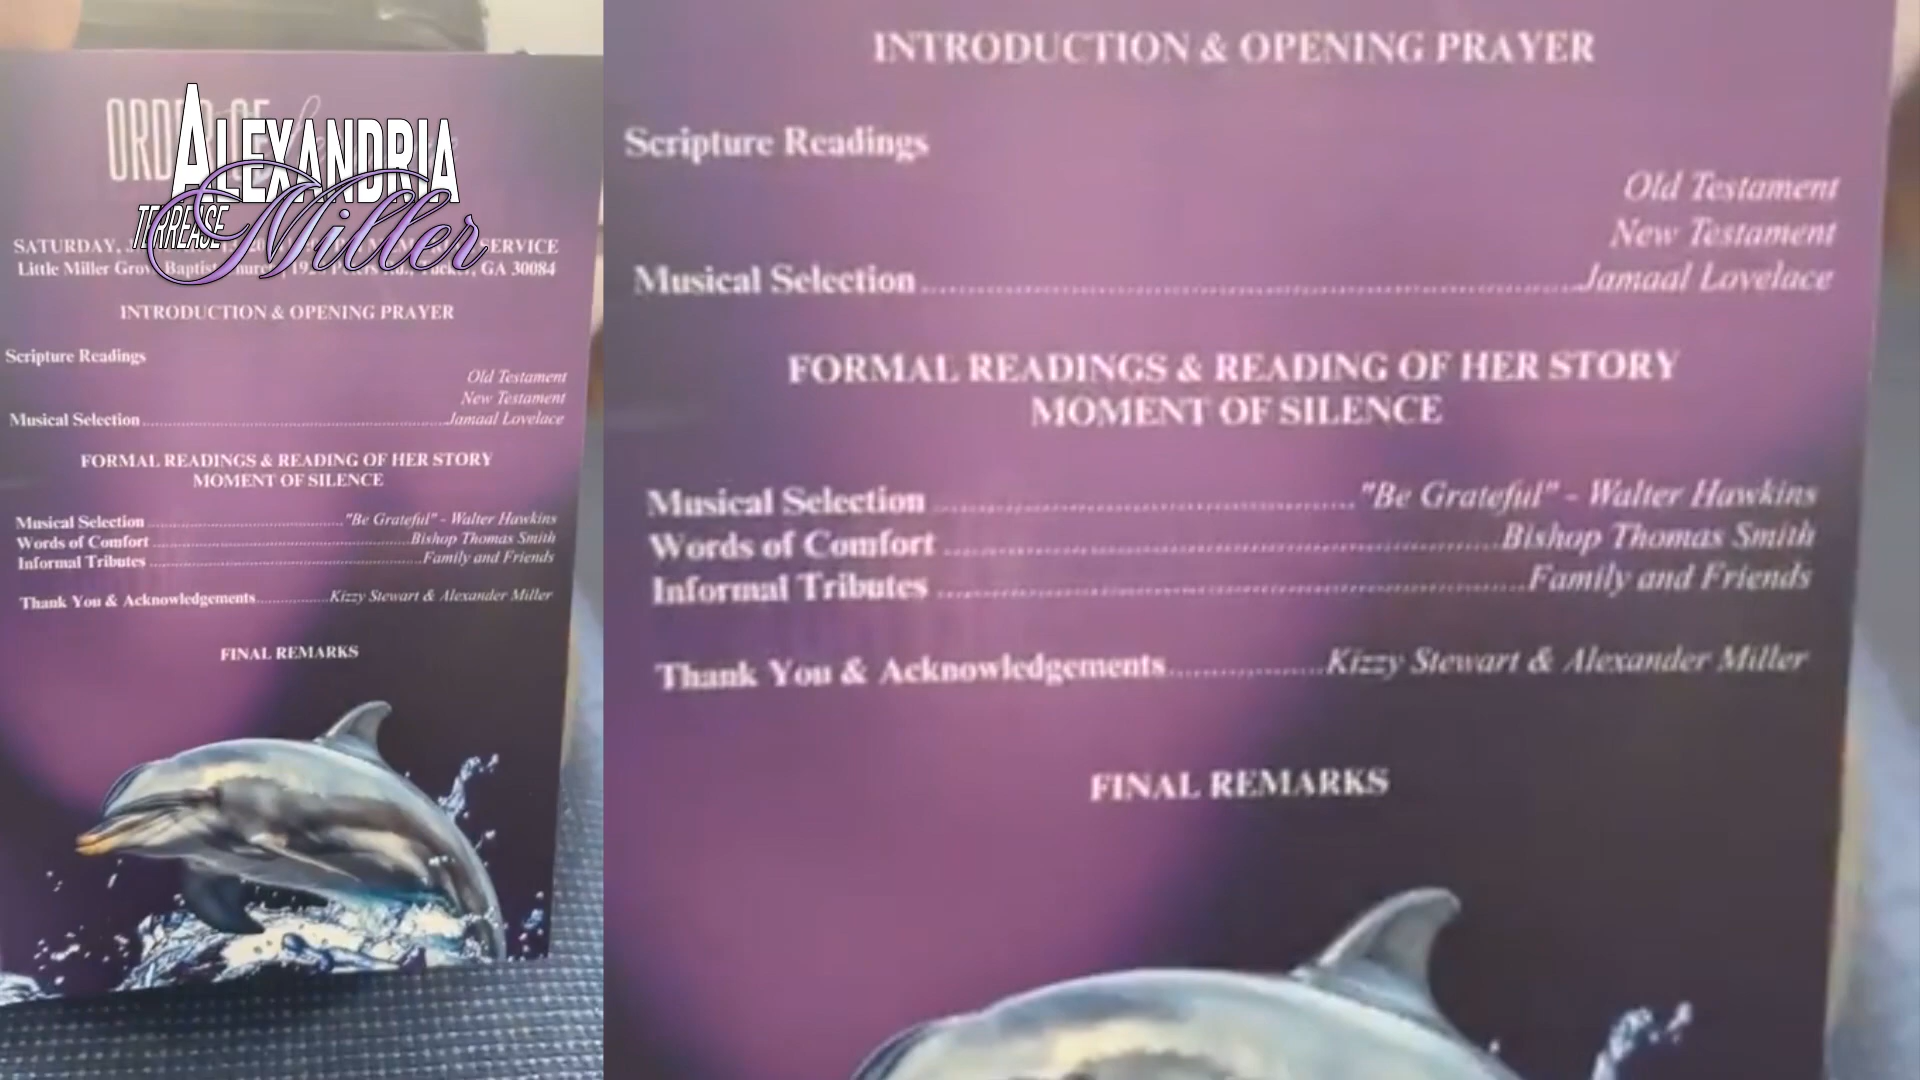 ALEXANDRIA
TERREASE
Miller
SATURDAY, SERVICE
Little Miller Grove Baptist Church, Tucker, GA 30084
INTRODUCTION & OPENING PRAYER
Scripture Readings
Old Testament
New Testament
Musical Selection Jamaal Lovelace
FORMAL READINGS & READING OF HER STORY
MOMENT OF SILENCE
Musical Selection "Be Grateful" - Walter Hawkins
Words of Comfort Bishop Thomas Smith
Informal Tributes Family and Friends
Thank You & Acknowledgements Kizzy Stewart & Alexander Miller
FINAL REMARKS
INTRODUCTION & OPENING PRAYER
Scripture Readings
Old Testament
New Testament
Musical Selection Jamaal Lovelace
FORMAL READINGS & READING OF HER STORY
MOMENT OF SILENCE
Musical Selection "Be Grateful" - Walter Hawkins
Words of Comfort Bishop Thomas Smith
Informal Tributes Family and Friends
Thank You & Acknowledgements Kizzy Stewart & Alexander Miller
FINAL REMARKS